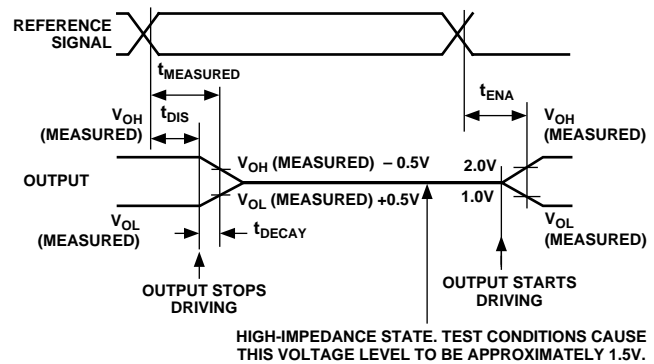 REFERENCE
SIGNAL
tMEASURED
tENA
VOH
(MEASURED)
tDIS
VOH
(MEASURED)
VOH (MEASURED) – 0.5V
2.0V
OUTPUT
VOL (MEASURED) +0.5V
1.0V
VOL
(MEASURED)
tDECAY
VOL
(MEASURED)
OUTPUT STOPS
DRIVING
OUTPUT STARTS
DRIVING
HIGH-IMPEDANCE STATE. TEST CONDITIONS CAUSE
THIS VOLTAGE LEVEL TO BE APPROXIMATELY 1.5V.